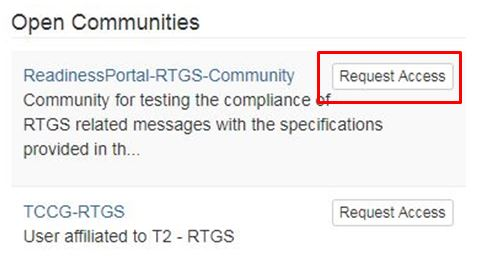 Open Communities
ReadinessPortal-RTGS-Community
Request Access
Community for testing the compliance of
RTGS related messages with the specifications
provided in th...
TCCG-RTGS
Request Access
User affiliated to T2 - RTGS